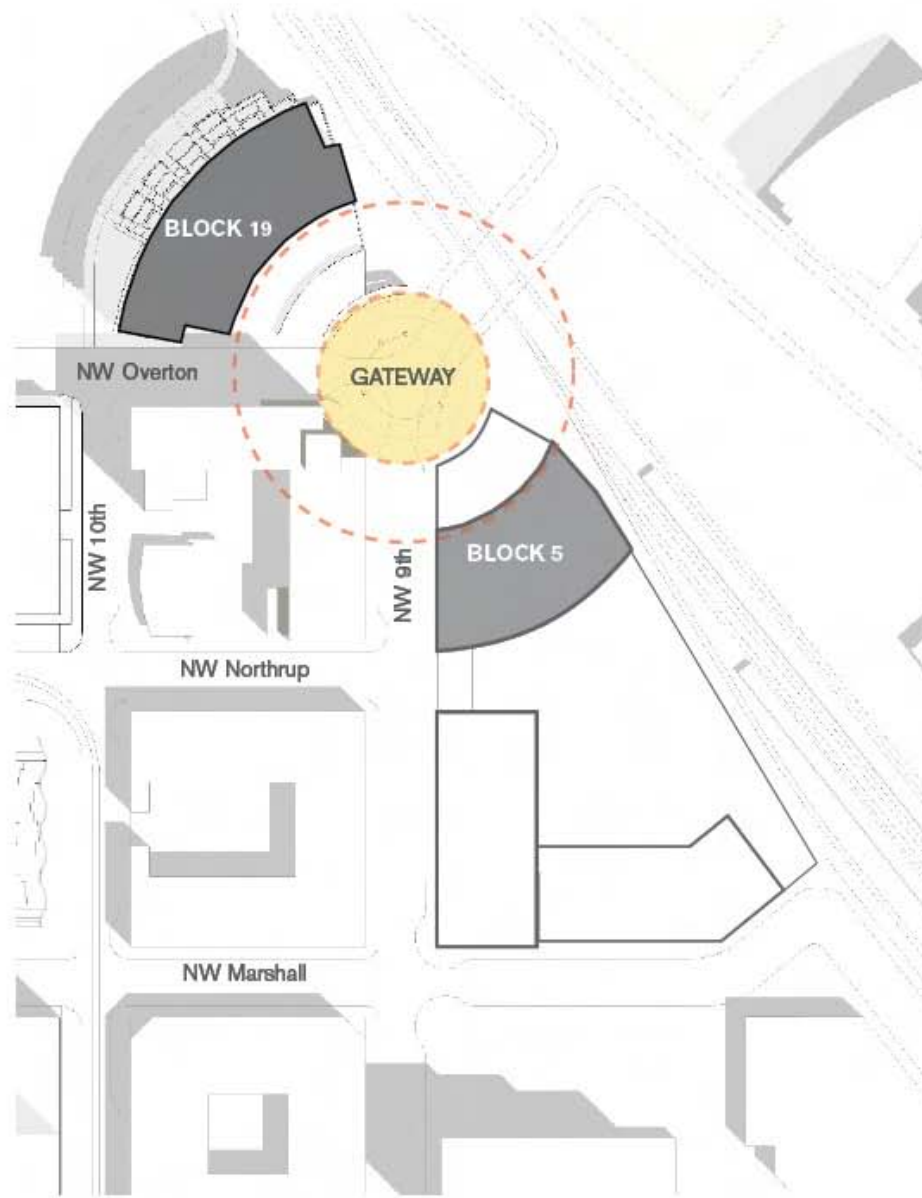 BLOCK 19
NW Overton
GATEWAY
NW 10th
NW 9th
BLOCK 5
NW Northrup
NW Marshall